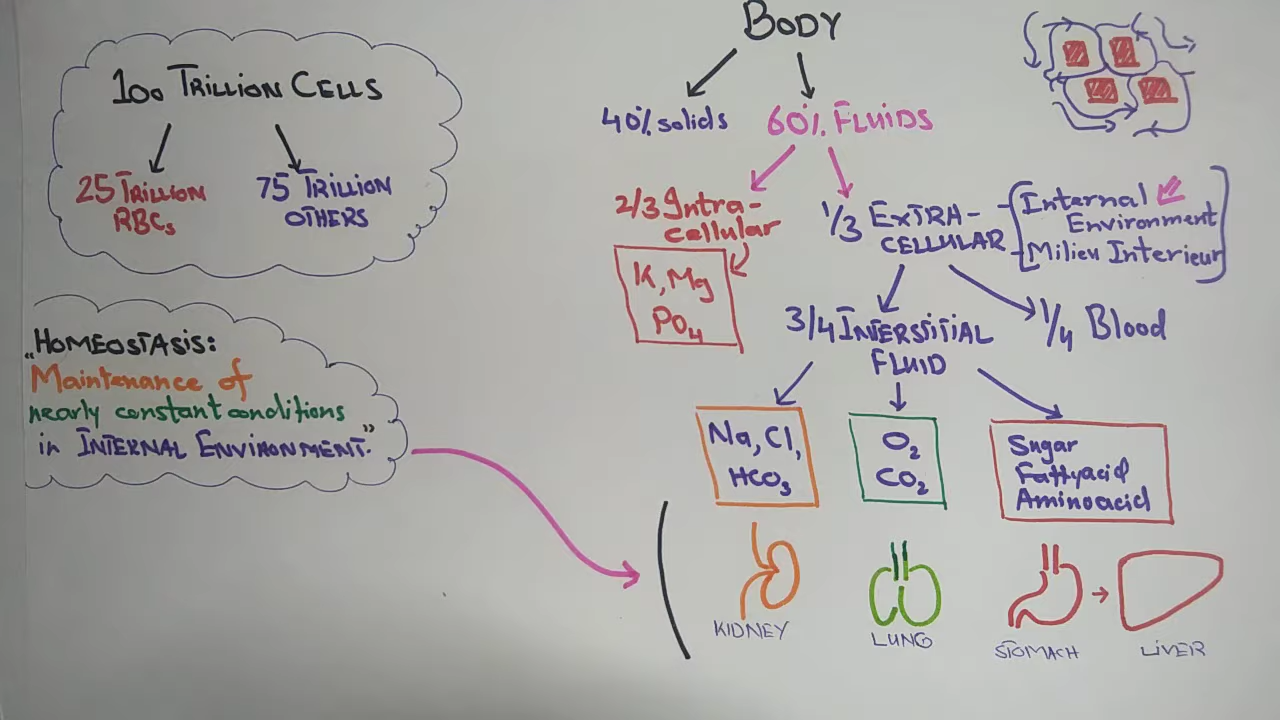 100 TRILLION CELLS
25 TRILLION
RBCs
75 TRILLION
OTHERS
„HOMEOSTASIS:
Maintenance of
nearly constant conditions
in INTERNAL ENVIRONMENT.”
BODY
40% solids
60% FLUIDS
2/3 Intra-
cellular
K, Mg
PO4
1/3 EXTRA-
CELLULAR
Internal
Environment
Milieu Interieur
3/4 INTERSTITIAL
FLUID
1/4 Blood
Na, Cl,
HCO3
O2
CO2
Sugar
Fattyacid
Aminoacid
KIDNEY
LUNG
STOMACH
LIVER